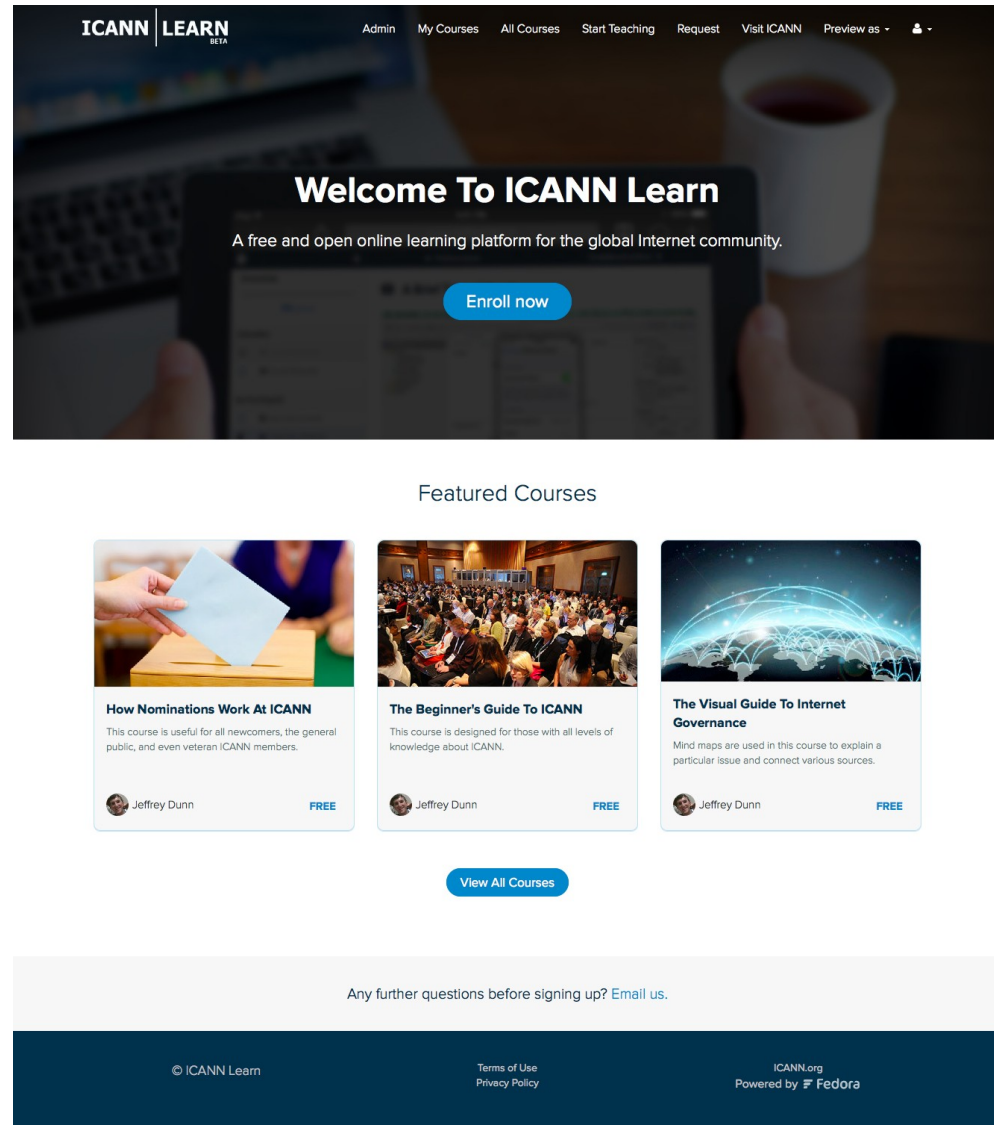 ICANN LEARN
BETA
Admin My Courses All Courses Start Teaching Request Visit ICANN Preview as
Welcome To ICANN Learn
A free and open online learning platform for the global Internet community.
Enroll now
Featured Courses
How Nominations Work At ICANN
This course is useful for all newcomers, the general
public, and even veteran ICANN members.
Jeffrey Dunn FREE
The Beginner's Guide To ICANN
This course is designed for those with all levels of
knowledge about ICANN.
Jeffrey Dunn FREE
The Visual Guide To Internet
Governance
Mind maps are used in this course to explain a
particular issue and connect various sources.
Jeffrey Dunn FREE
View All Courses
Any further questions before signing up? Email us.
© ICANN Learn
Terms of Use
Privacy Policy
ICANN.org
Powered by Fedora